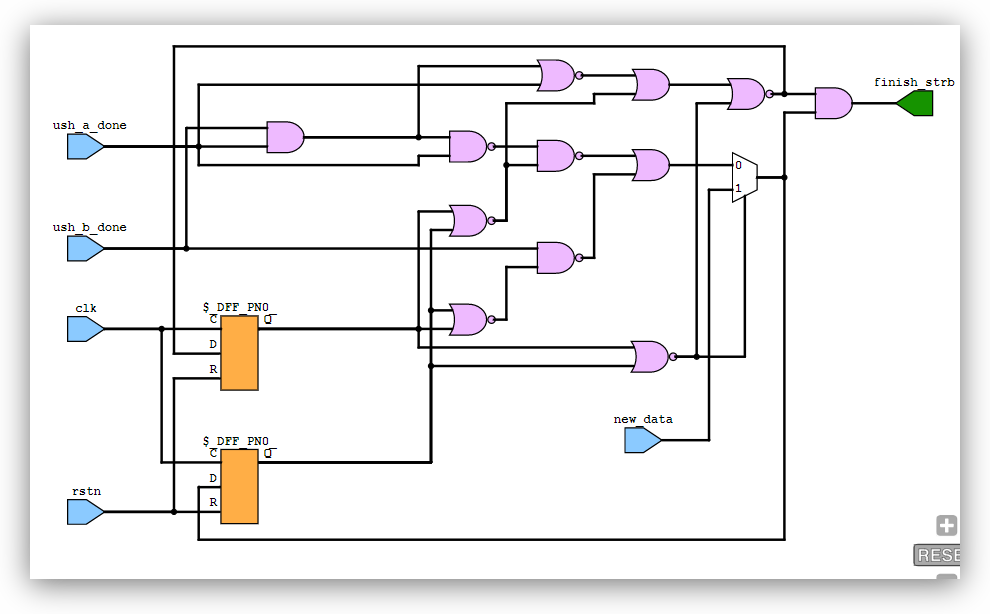 finish_strb
ush_a_done
0
1
ush_b_done
clk
$_DFF_PN0_
C Q
D
R
new_data
$_DFF_PN0_
C Q
D
rstn
R
+
RESE